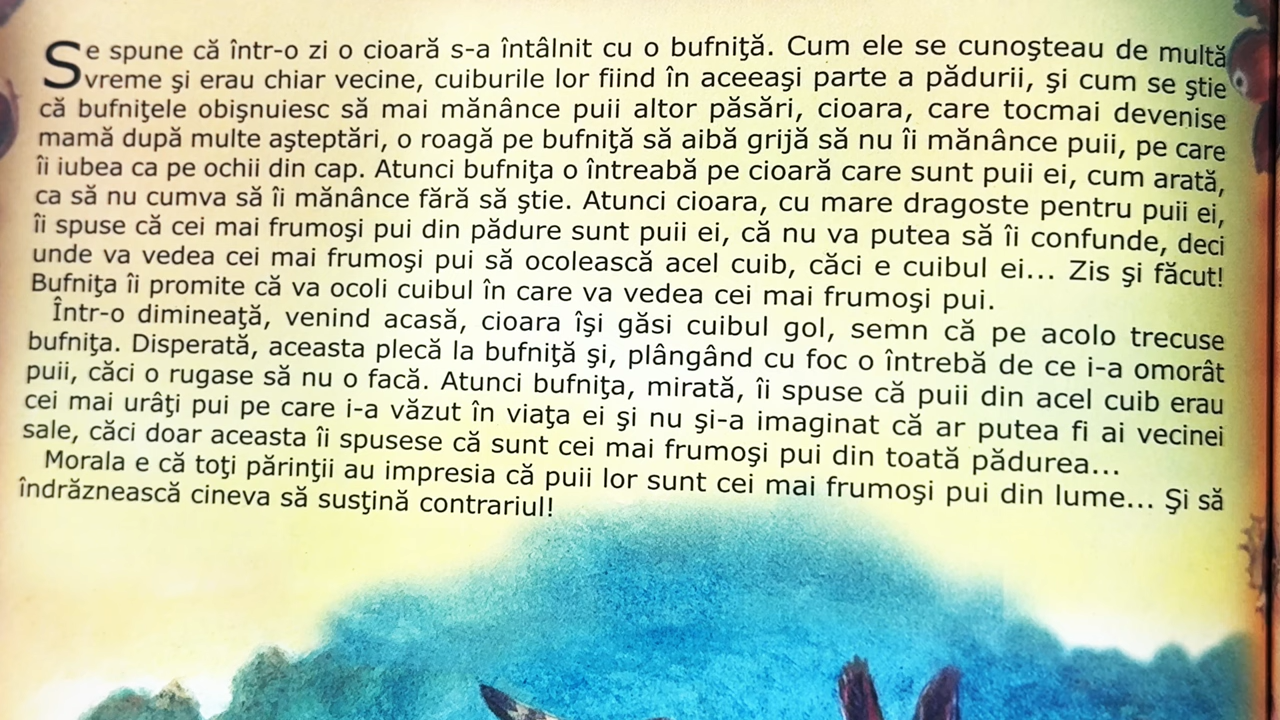 Se spune că într-o zi o cioară s-a întâlnit cu o bufniţă. Cum ele se cunoşteau de multă
vreme şi erau chiar vecine, cuiburile lor fiind în aceeaşi parte a pădurii, şi cum se ştie
că bufniţele obişnuiesc să mai mănânce puii altor păsări, cioara, care tocmai devenise
mamă după multe aşteptări, o roagă pe bufniţă să aibă grijă să nu îi mănânce puii, pe care
îi iubea ca pe ochii din cap. Atunci bufniţa o întreabă pe cioară care sunt puii ei, cum arată,
ca să nu cumva să îi mănânce fără să ştie. Atunci cioara, cu mare dragoste pentru puii ei,
îi spuse că cei mai frumoşi pui din pădure sunt puii ei, că nu va putea să îi confunde, deci
unde va vedea cei mai frumoşi pui să ocolească acel cuib, căci e cuibul ei... Zis şi făcut!
Bufniţa îi promite că va ocoli cuibul în care va vedea cei mai frumoşi pui.
Într-o dimineaţă, venind acasă, cioara îşi găsi cuibul gol, semn că pe acolo trecuse
bufniţa. Disperată, aceasta plecă la bufniţă şi, plângând cu foc o întrebă de ce i-a omorât
puii, căci o rugase să nu o facă. Atunci bufniţa, mirată, îi spuse că puii din acel cuib erau
cei mai urâţi pui pe care i-a văzut în viaţa ei şi nu şi-a imaginat că ar putea fi ai vecinei
sale, căci doar aceasta îi spusese că sunt cei mai frumoşi pui din toată pădurea...
Morala e că toţi părinţii au impresia că puii lor sunt cei mai frumoşi pui din lume... Şi să
îndrăznească cineva să susţină contrariul!